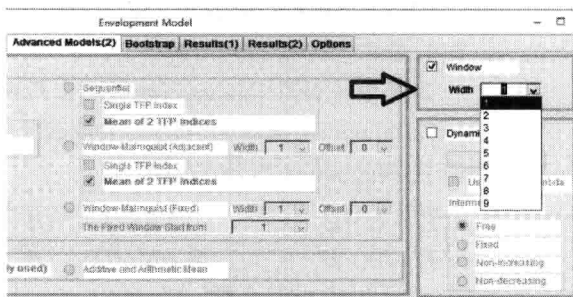 Envelopment Model
Advanced Models(2) Bootstrap Results(1) Results(2) Options
Sequential
Single TFP Index
Mean of 2 TFP Indices
Window-Malmquist (Adjacent) Width 1 Offset 0
Single TFP Index
Mean of 2 TFP Indices
Window-Malmquist (Fixed) Width 1 Offset 0
The Fixed Window Start from 1
ly used) Additive and Arithmetic Mean
Window
Width 1
1
2
3
4
5
6
7
8
9
Dynami
Free
Fixed
Non-increasing
Non-decreasing